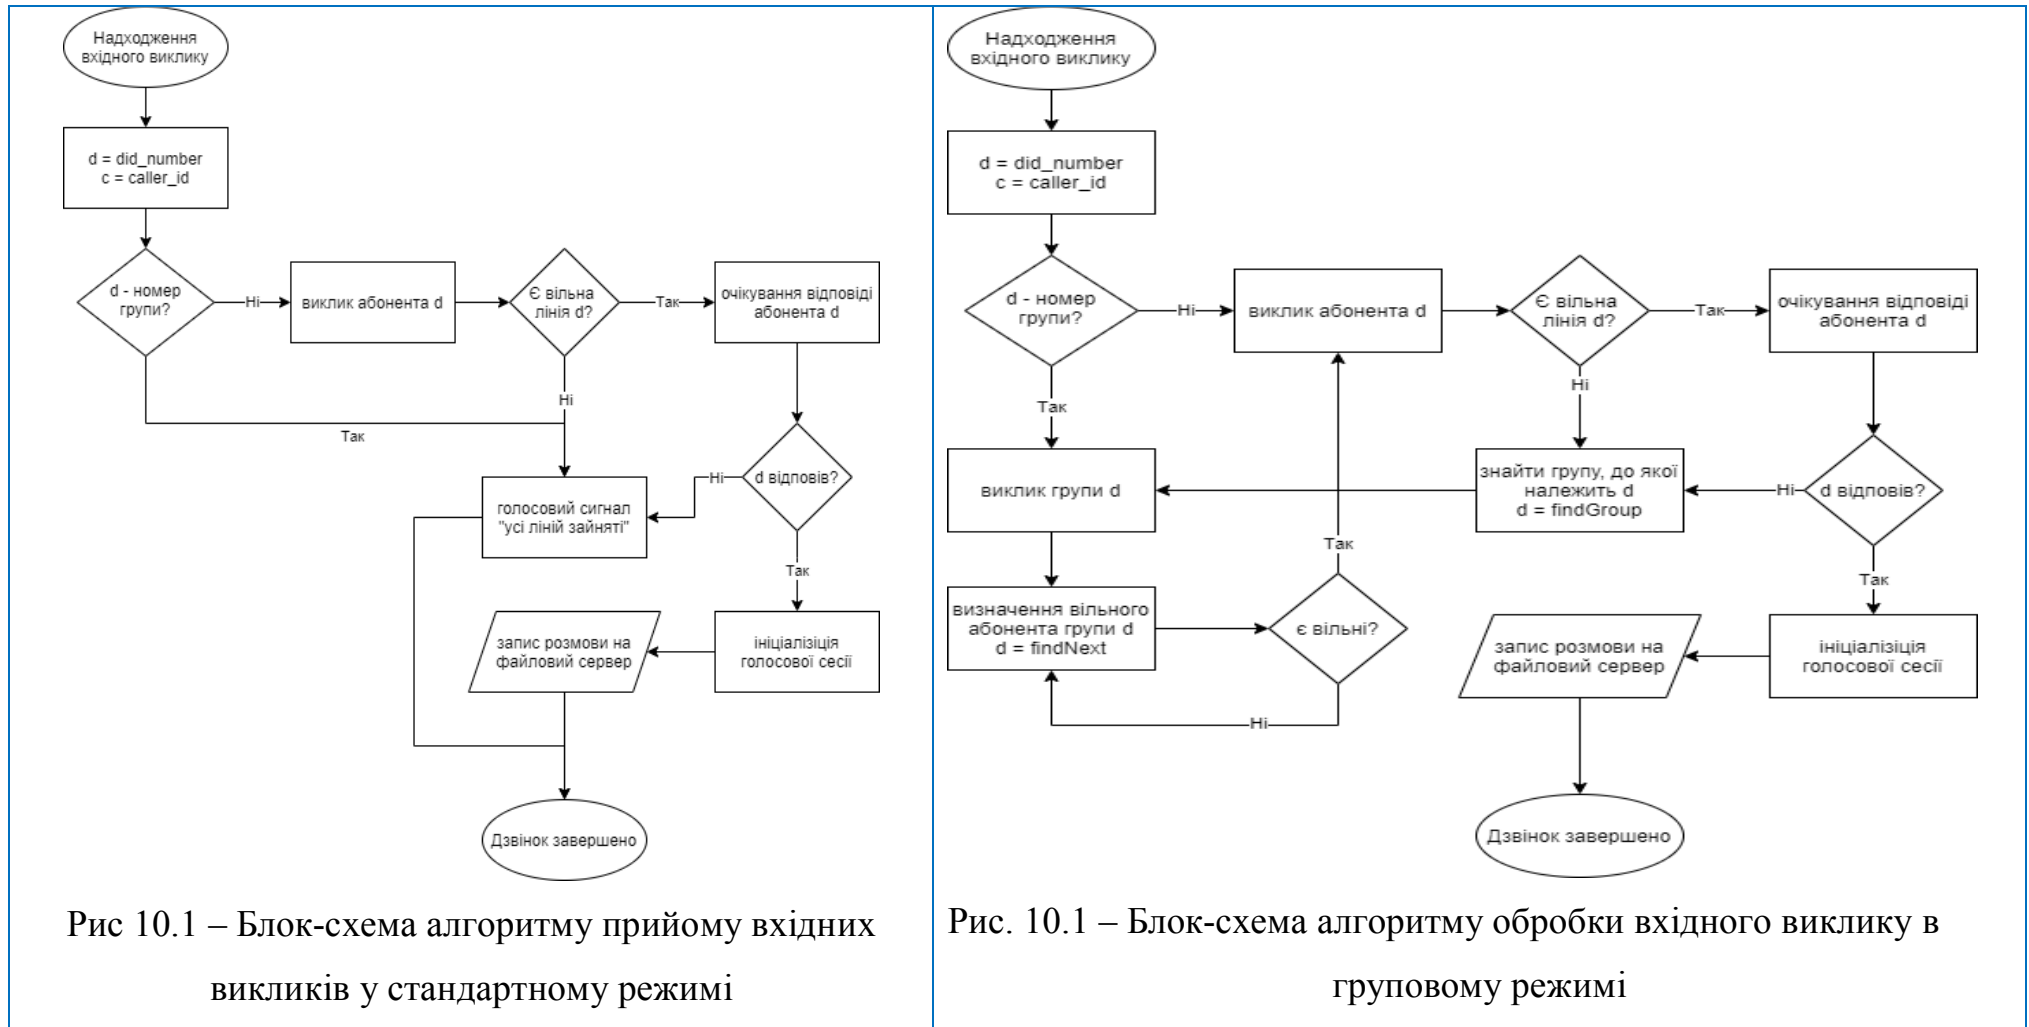 Надходження
вхідного виклику
d = did_number
c = caller_id
d - номер
групи?
Ні
виклик абонента d
Є вільна
лінія d?
Так
очікування відповіді
абонента d
Ні
Так
d відповів?
Ні
голосовий сигнал
"усі ліній зайняті"
Так
запис розмови на
файловий сервер
ініціалізіція
голосової сесії
Дзвінок завершено
Рис 10.1 – Блок-схема алгоритму прийому вхідних
викликів у стандартному режимі
Надходження
вхідного виклику
d = did_number
c = caller_id
d - номер
групи?
Ні
виклик абонента d
Є вільна
лінія d?
Так
очікування відповіді
абонента d
Ні
Так
виклик групи d
знайти групу, до якої
належить d
d = findGroup
Ні
d відповів?
Так
Так
визначення вільного
абонента групи d
d = findNext
є вільні?
Ні
запис розмови на
файловий сервер
ініціалізіція
голосової сесії
Дзвінок завершено
Рис. 10.1 – Блок-схема алгоритму обробки вхідного виклику в
груповому режимі